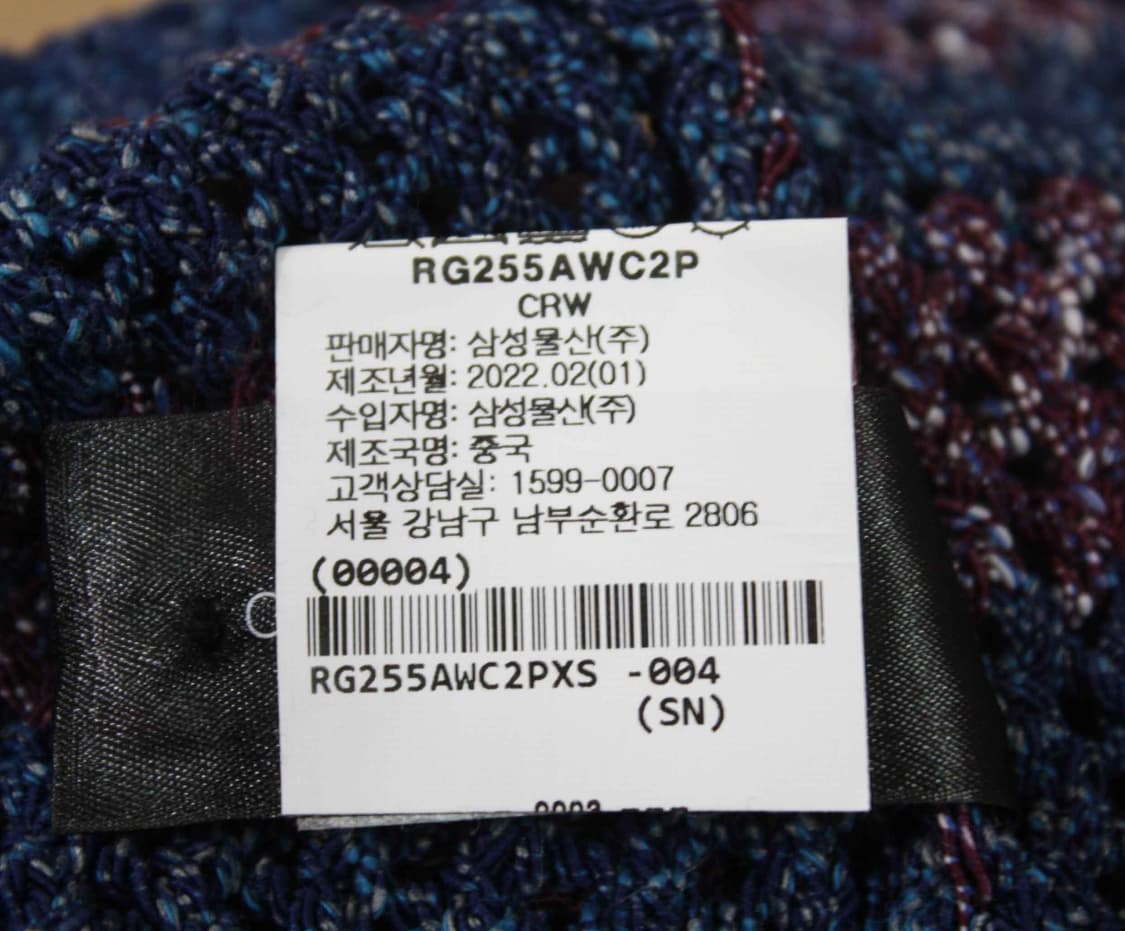 RG255AWC2P
CRW
판매자명: 삼성물산(주)
제조년월: 2022.02(01)
수입자명: 삼성물산(주)
제조국명: 중국
고객상담실: 1599-0007
서울 강남구 남부순환로 2806
(00004)
RG255AWC2PXS -004
(SN)